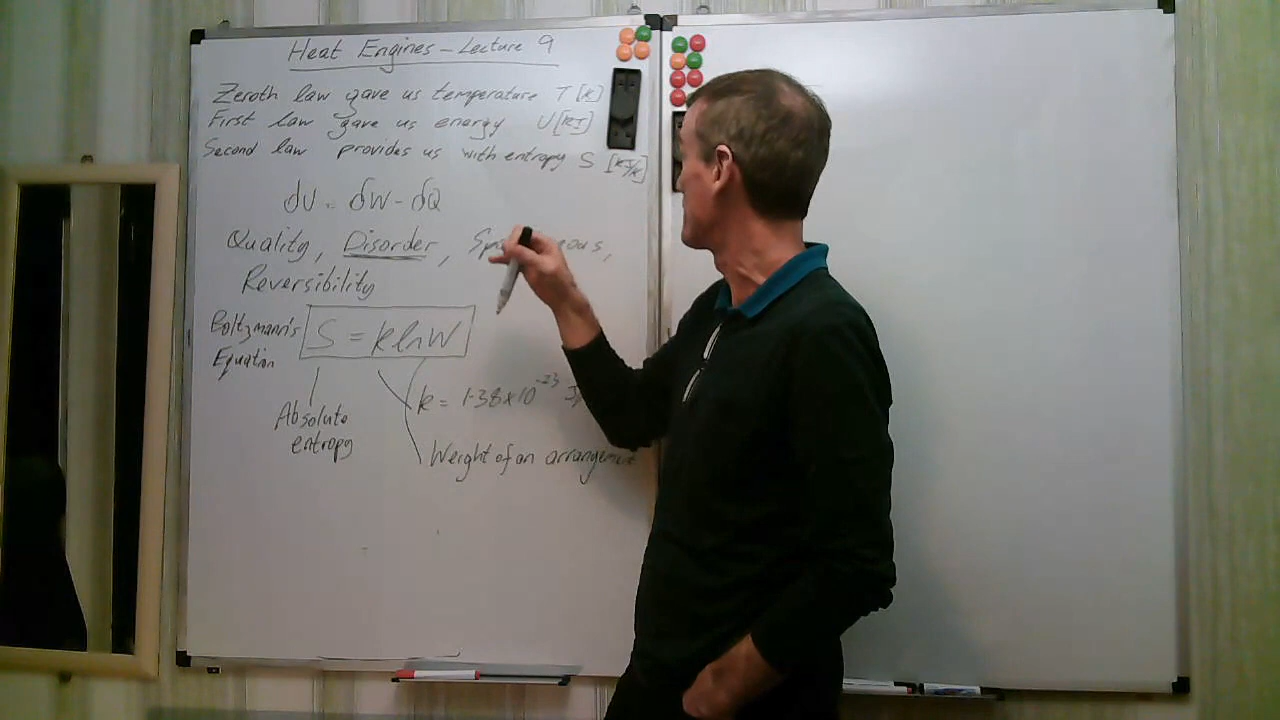 Heat Engines - Lecture 9
Zeroth law gave us temperature T [K]
First law gave us energy U [kJ]
Second law provides us with entropy S [kJ/K]
dU = δW - δQ
Quality, Disorder,
Reversibility
Boltzmann's
Equation
S = k ln W
k = 1.38 x 10^-23
Absolute
entropy
Weight of an arrangement